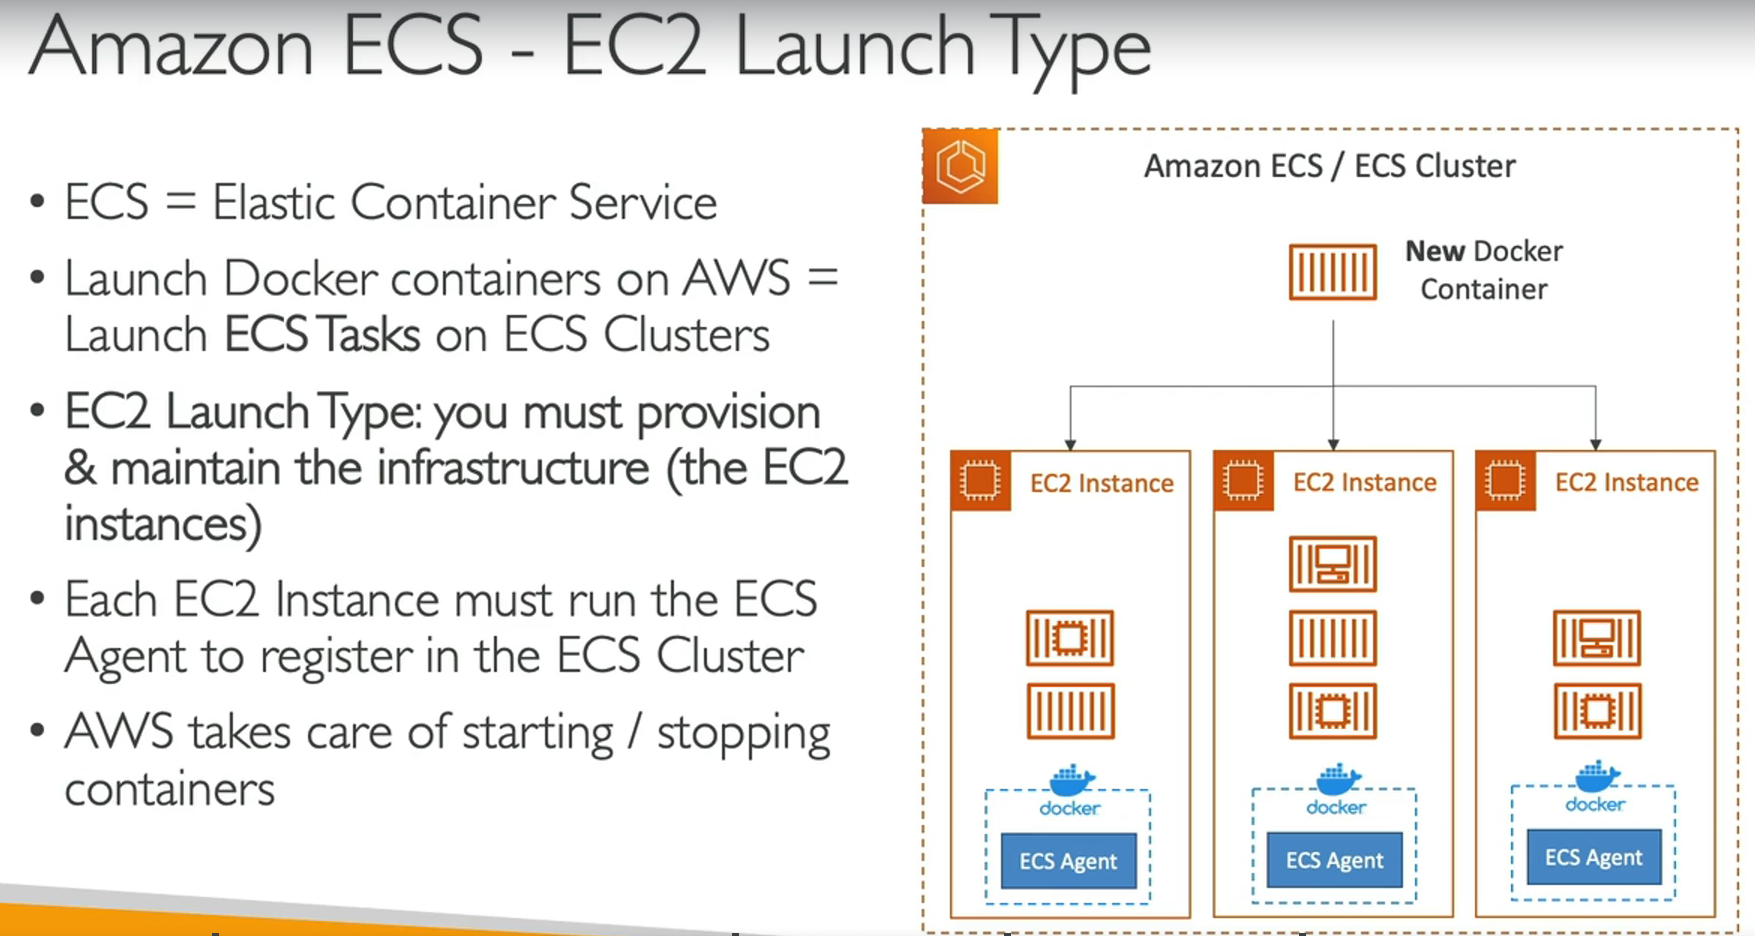 Amazon ECS - EC2 Launch Type
• ECS = Elastic Container Service
• Launch Docker containers on AWS =
Launch ECS Tasks on ECS Clusters
• EC2 Launch Type: you must provision
& maintain the infrastructure (the EC2
instances)
• Each EC2 Instance must run the ECS
Agent to register in the ECS Cluster
• AWS takes care of starting / stopping
containers
Amazon ECS / ECS Cluster
New Docker
Container
EC2 Instance
docker
ECS Agent
EC2 Instance
docker
ECS Agent
EC2 Instance
docker
ECS Agent